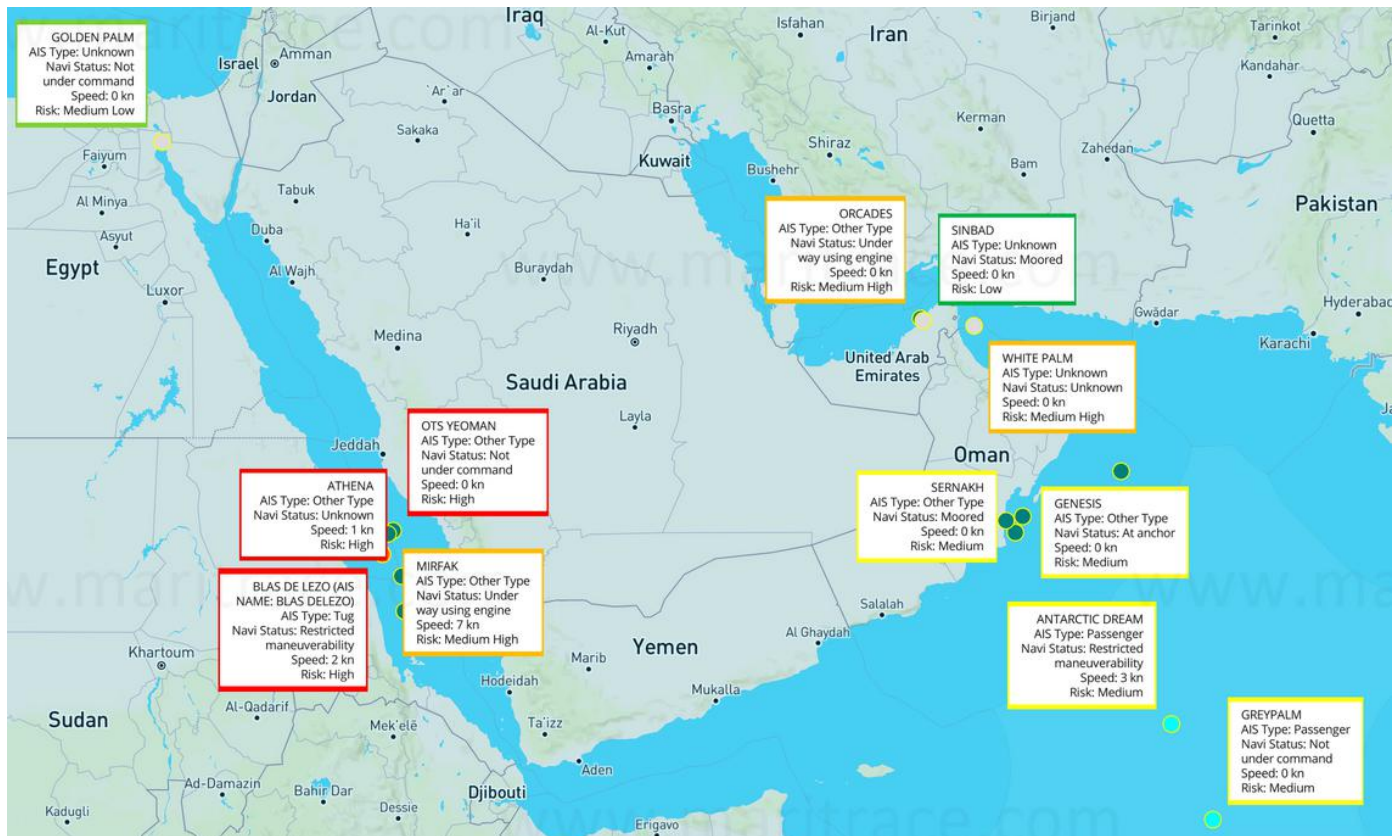 GOLDEN PALM
AIS Type: Unknown
Navi Status: Not
under command
Speed: 0 kn
Risk: Medium Low
Iraq
Isfahan
Birjand
Tarinkot
Al-Kut
Iran
Amman
Israel
Amarah
Kandahar
Jordan
`Ar`ar
Basra
Kerman
Quetta
Sakaka
Shiraz
Zahedan
Faiyum
Kuwait
Bam
Bushehr
Tabuk
Al Minya
Pakistan
Ha'il
Duba
Asyut
Egypt
Al Wajh
Buraydah
Luxor
Gwādar
Hyderabad
Karachi
Medina
Riyadh
United Arab
Emirates
Saudi Arabia
Layla
Jeddah
Oman
Salalah
Al Ghaydah
Yemen
Marib
Mukalla
Khartoum
Hodeidah
Al-Qadarif
Sudan
Mek'elē
Ta'izz
Aden
Ad-Damazin
Bahir Dar
Djibouti
Dessie
Kadugli
Erigavo
ORCADES
AIS Type: Other Type
Navi Status: Under
way using engine
Speed: 0 kn
Risk: Medium High
SINBAD
AIS Type: Unknown
Navi Status: Moored
Speed: 0 kn
Risk: Low
WHITE PALM
AIS Type: Unknown
Navi Status: Unknown
Speed: 0 kn
Risk: Medium High
OTS YEOMAN
AIS Type: Other Type
Navi Status: Not
under command
Speed: 0 kn
Risk: High
ATHENA
AIS Type: Other Type
Navi Status: Unknown
Speed: 1 kn
Risk: High
SERNAKH
AIS Type: Other Type
Navi Status: Moored
Speed: 0kn
Risk: Medium
GENESIS
AIS Type: Other Type
Navi Status: At anchor
Speed: 0 kn
Risk: Medium
MIRFAK
AIS Type: Other Type
Navi Status: Under
way using engine
Speed: 7 kn
Risk: Medium High
BLAS DE LEZO (AIS
NAME: BLAS DELEZO)
AIS Type: Tug
Navi Status: Restricted
maneuverability
Speed: 2 kn
Risk: High
ANTARCTIC DREAM
AIS Type: Passenger
Navi Status: Restricted
maneuverability
Speed: 3 kn
Risk: Medium
GREYPALM
AIS Type: Passenger
Navi Status: Not
under command
Speed: 0 kn
Risk: Medium